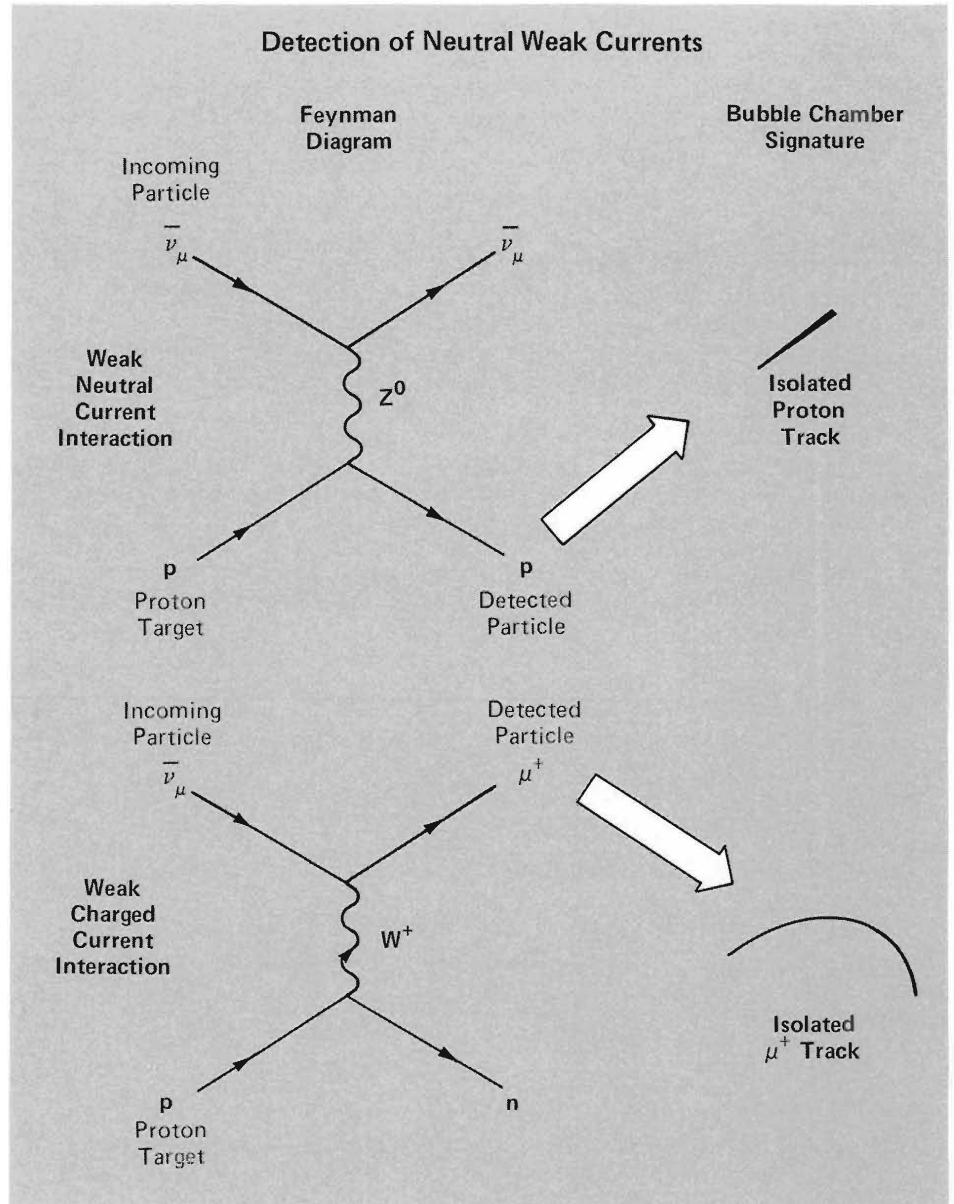 Detection of Neutral Weak Currents
Feynman
Diagram
Bubble Chamber
Signature
Incoming
Particle
ν̅μ
ν̅μ
Weak
Neutral
Current
Interaction
Z⁰
Isolated
Proton
Track
p
Proton
Target
p
Detected
Particle
Incoming
Particle
ν̅μ
Detected
Particle
μ⁺
Weak
Charged
Current
Interaction
W⁺
Isolated
μ⁺ Track
p
Proton
Target
n